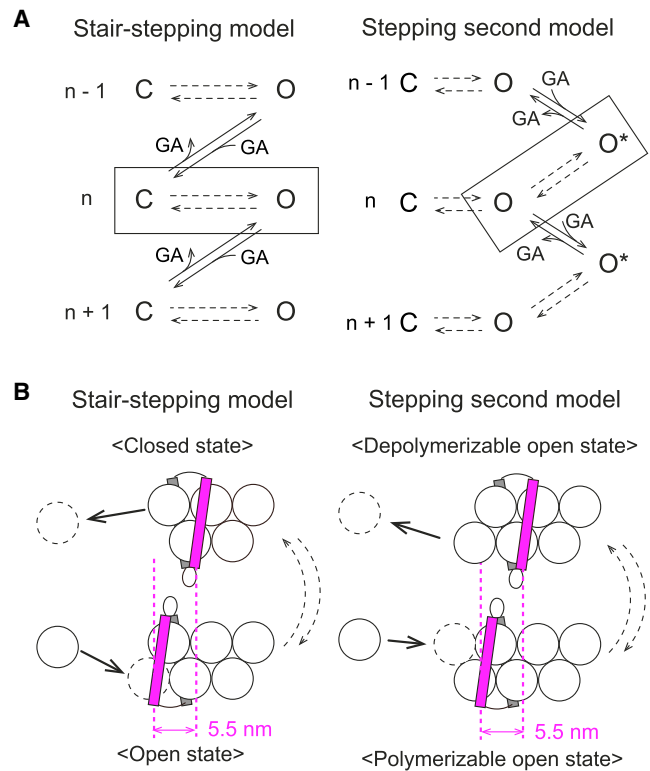 A
Stair-stepping model
Stepping second model
n - 1 C O
GA GA
n C O
GA GA
n + 1 C O
n - 1 C O
GA
GA
O*
n C O
GA
GA
O*
n + 1 C O
B
Stair-stepping model
Stepping second model
<Closed state>
<Depolymerizable open state>
5.5 nm
5.5 nm
<Open state>
<Polymerizable open state>